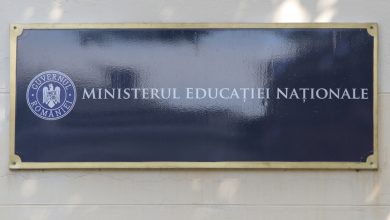 GUVERNUL
ROMÂNIEI
MINISTERUL EDUCAȚIEI NAȚIONALE